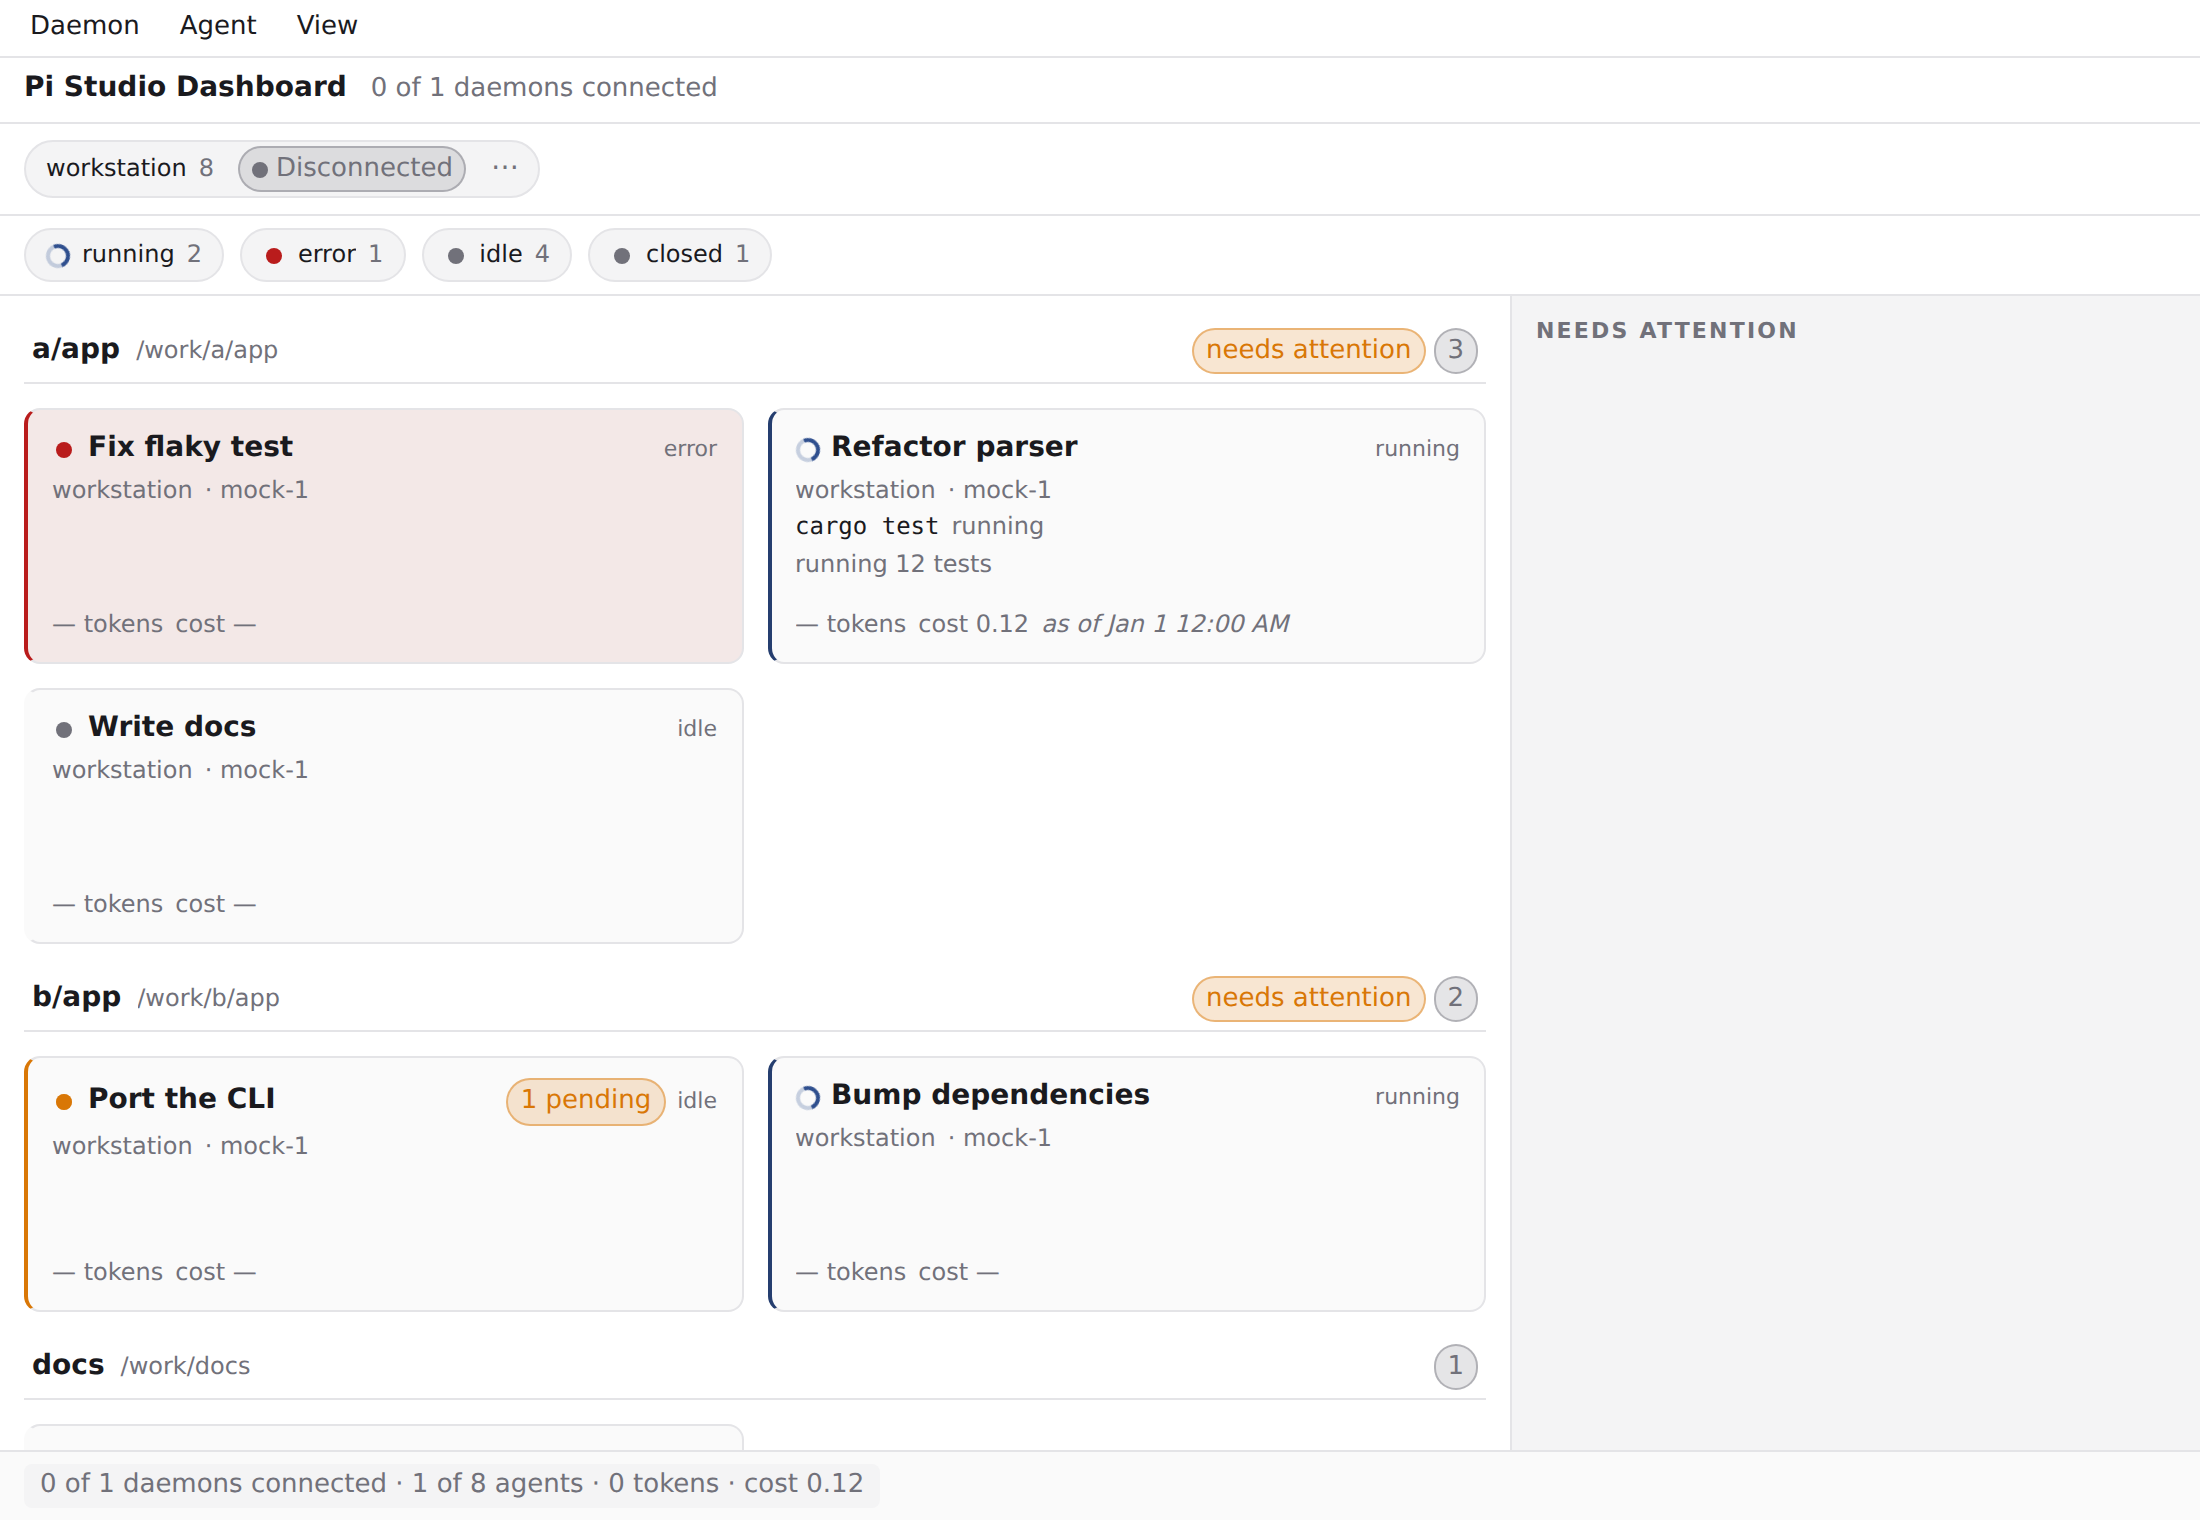 Daemon Agent View
Pi Studio Dashboard 0 of 1 daemons connected
workstation 8 Disconnected ···
running 2 error 1 idle 4 closed 1
a/app /work/a/app needs attention 3
NEEDS ATTENTION
Fix flaky test error
workstation · mock-1
— tokens cost —
Refactor parser running
workstation · mock-1
cargo test running
running 12 tests
— tokens cost 0.12 as of Jan 1 12:00 AM
Write docs idle
workstation · mock-1
— tokens cost —
b/app /work/b/app needs attention 2
Port the CLI 1 pending idle
workstation · mock-1
— tokens cost —
Bump dependencies running
workstation · mock-1
— tokens cost —
docs /work/docs 1
0 of 1 daemons connected · 1 of 8 agents · 0 tokens · cost 0.12